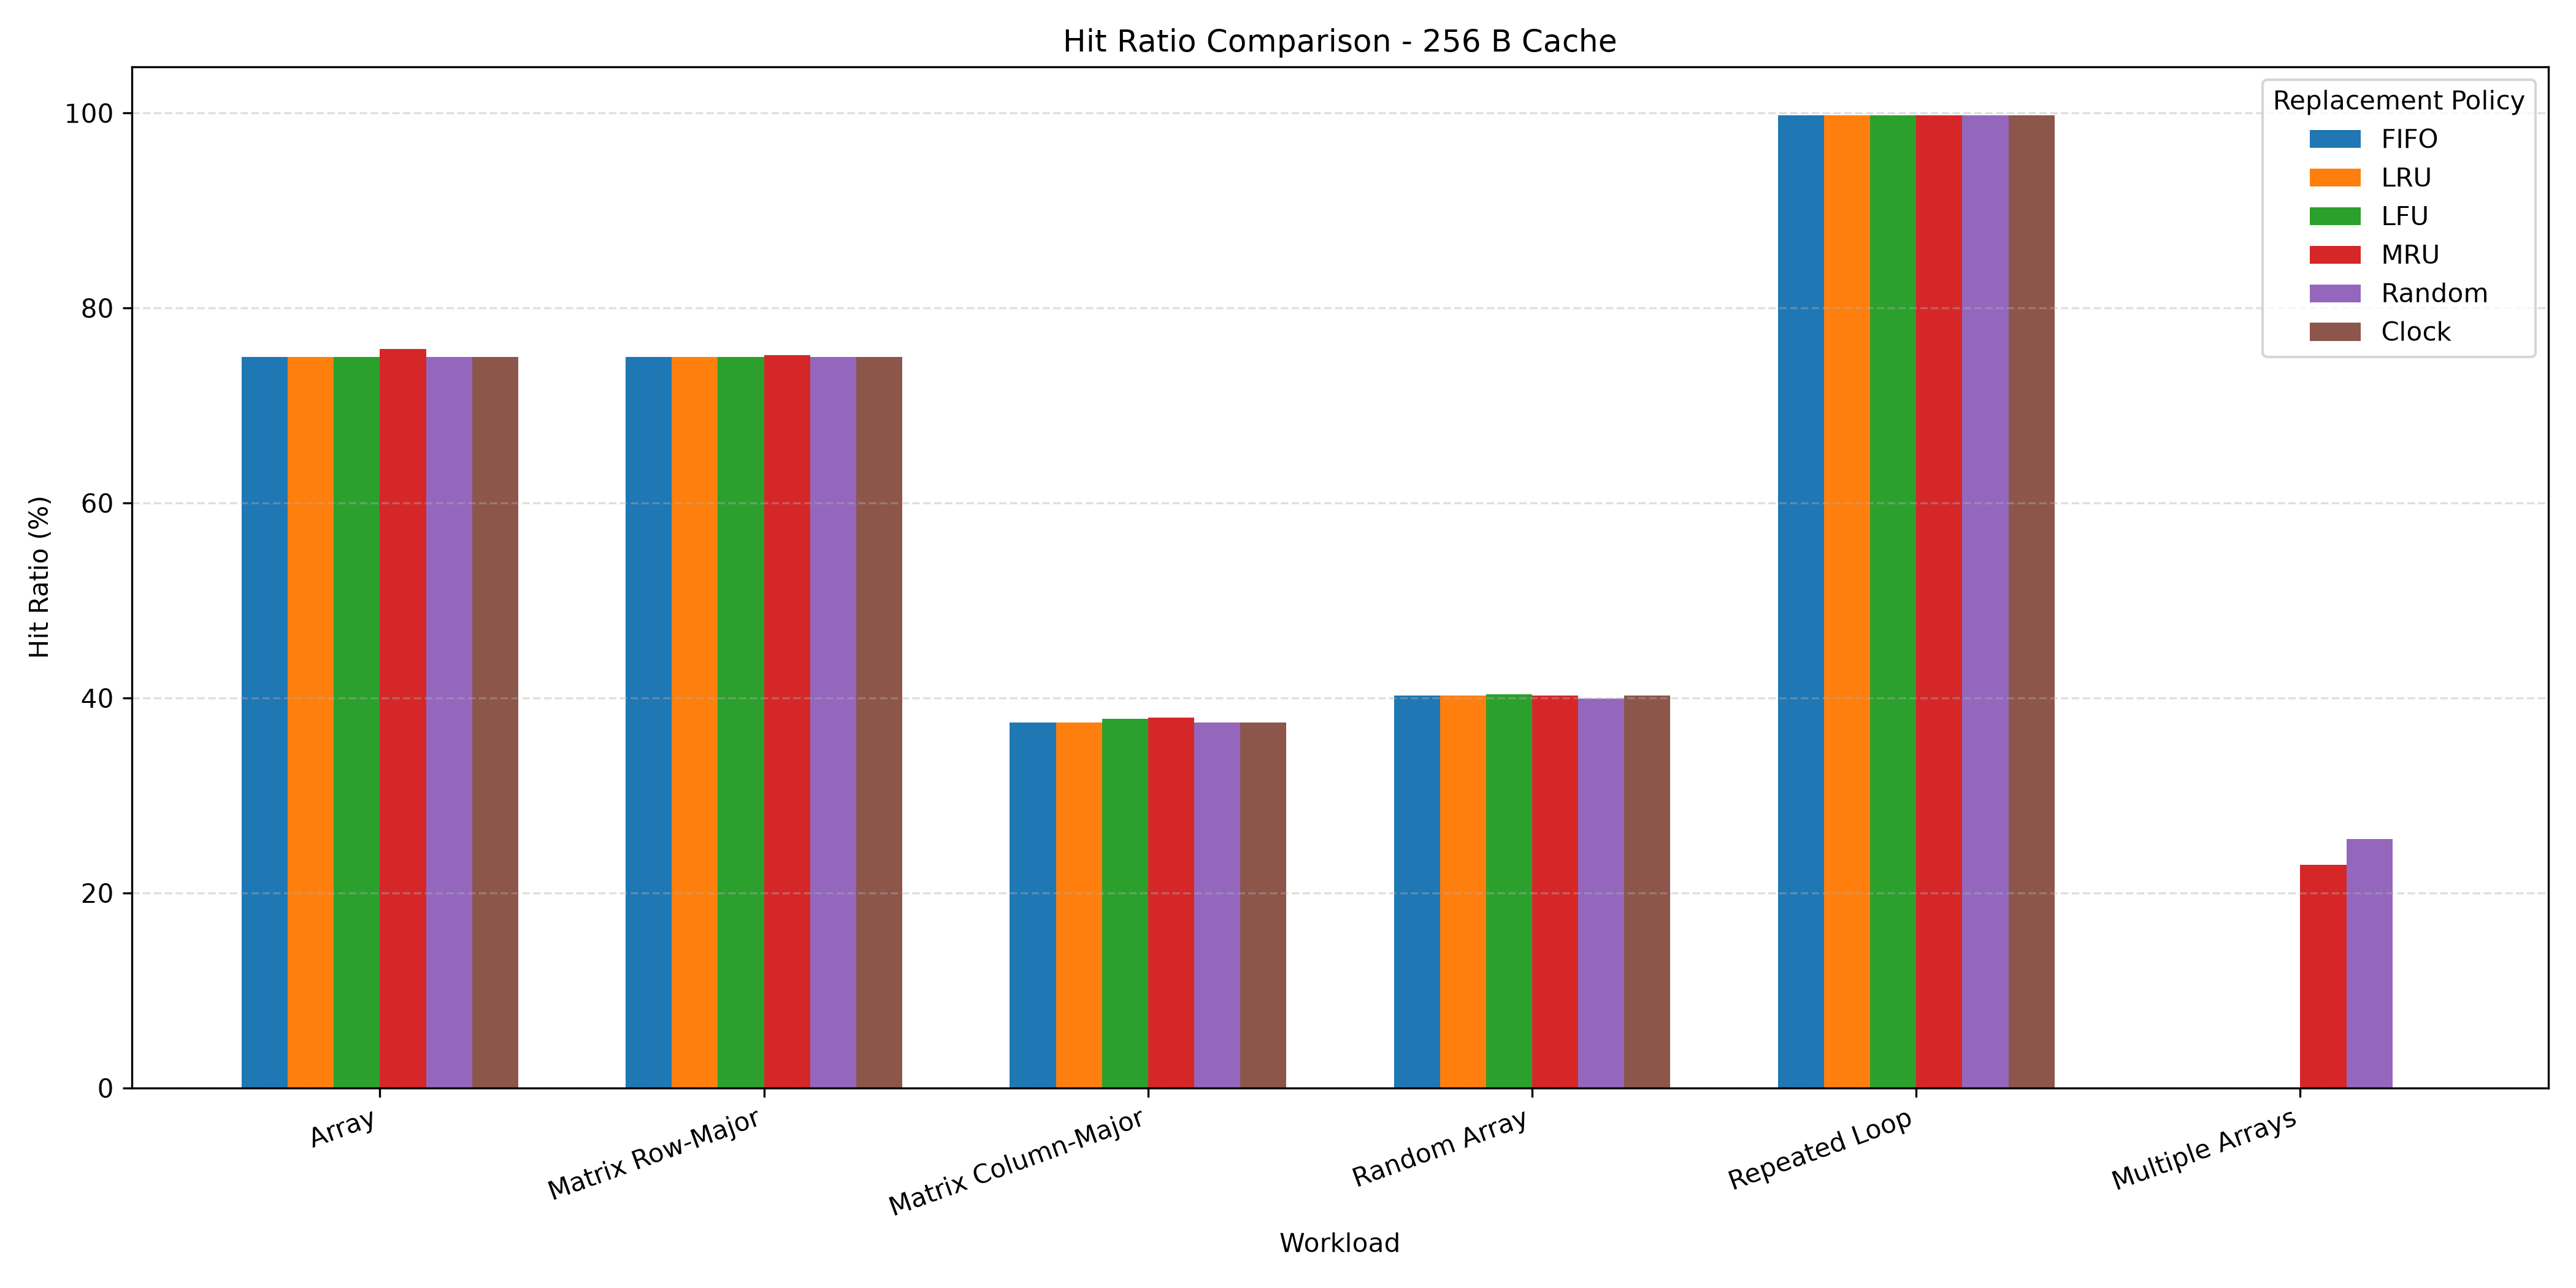 Hit Ratio Comparison - 256 B Cache
Hit Ratio (%)
100
80
60
40
20
0
Replacement Policy
FIFO
LRU
LFU
MRU
Random
Clock
Array
Matrix Row-Major
Matrix Column-Major
Random Array
Repeated Loop
Multiple Arrays
Workload